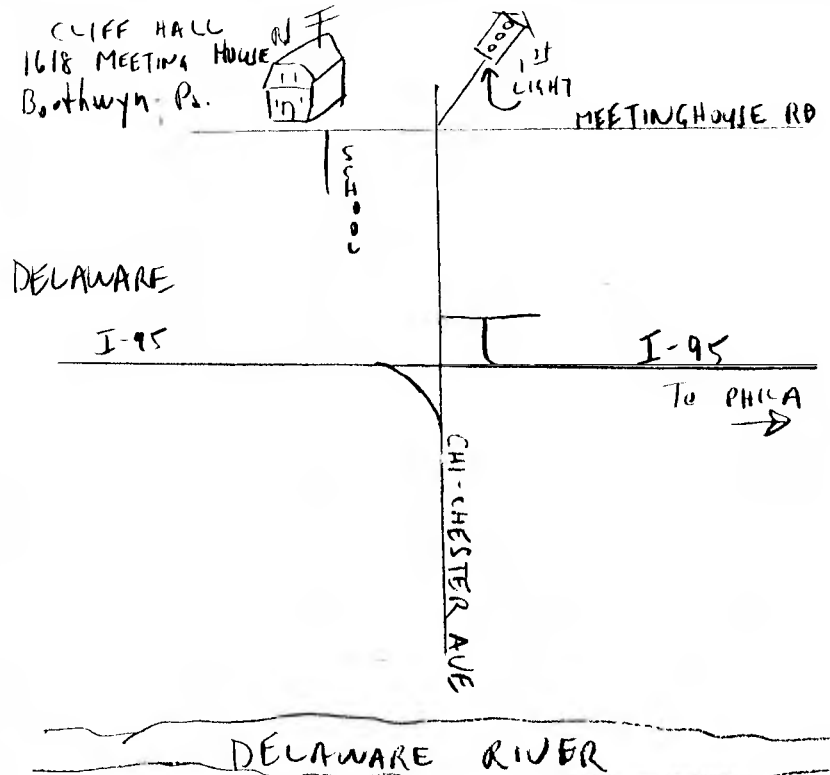 CLIFF HALL
1618 MEETING HOUSE Rd
Boothwyn Pa.
1st
LIGHT
MEETINGHOUSE RD
SCHOOL
DELAWARE
I-95
I-95
To PHILA
CHI-CHESTER AVE
DELAWARE RIVER